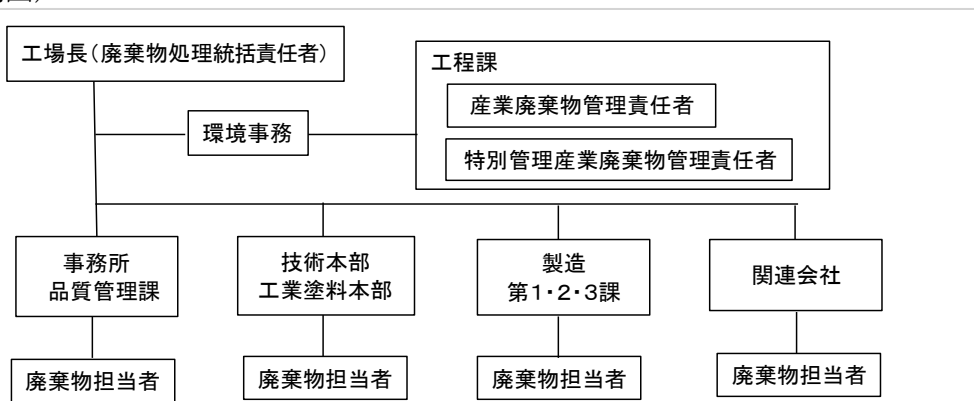 工場長(廃棄物処理統括責任者)
工程課
産業廃棄物管理責任者
環境事務
特別管理産業廃棄物管理責任者
事務所
品質管理課
技術本部
工業塗料本部
製造
第1・2・3課
関連会社
廃棄物担当者
廃棄物担当者
廃棄物担当者
廃棄物担当者